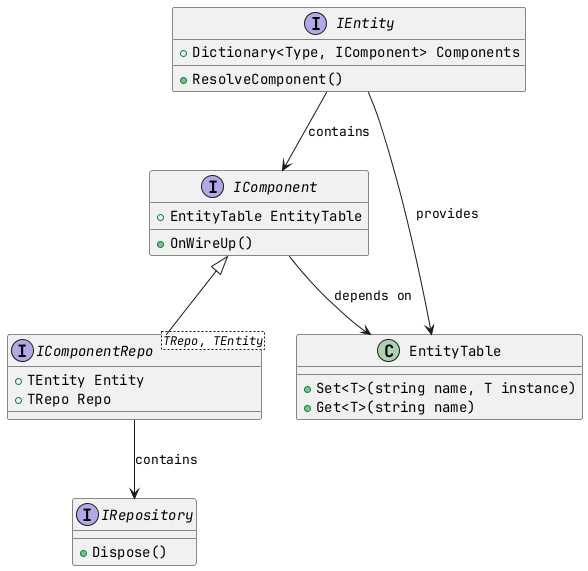 I IEntity
Dictionary<Type, IComponent> Components
ResolveComponent()
contains
provides
I IComponent
EntityTable EntityTable
OnWireUp()
depends on
I IComponentRepo
TRepo, TEntity
TEntity Entity
TRepo Repo
C EntityTable
Set<T>(string name, T instance)
Get<T>(string name)
contains
I IRepository
Dispose()